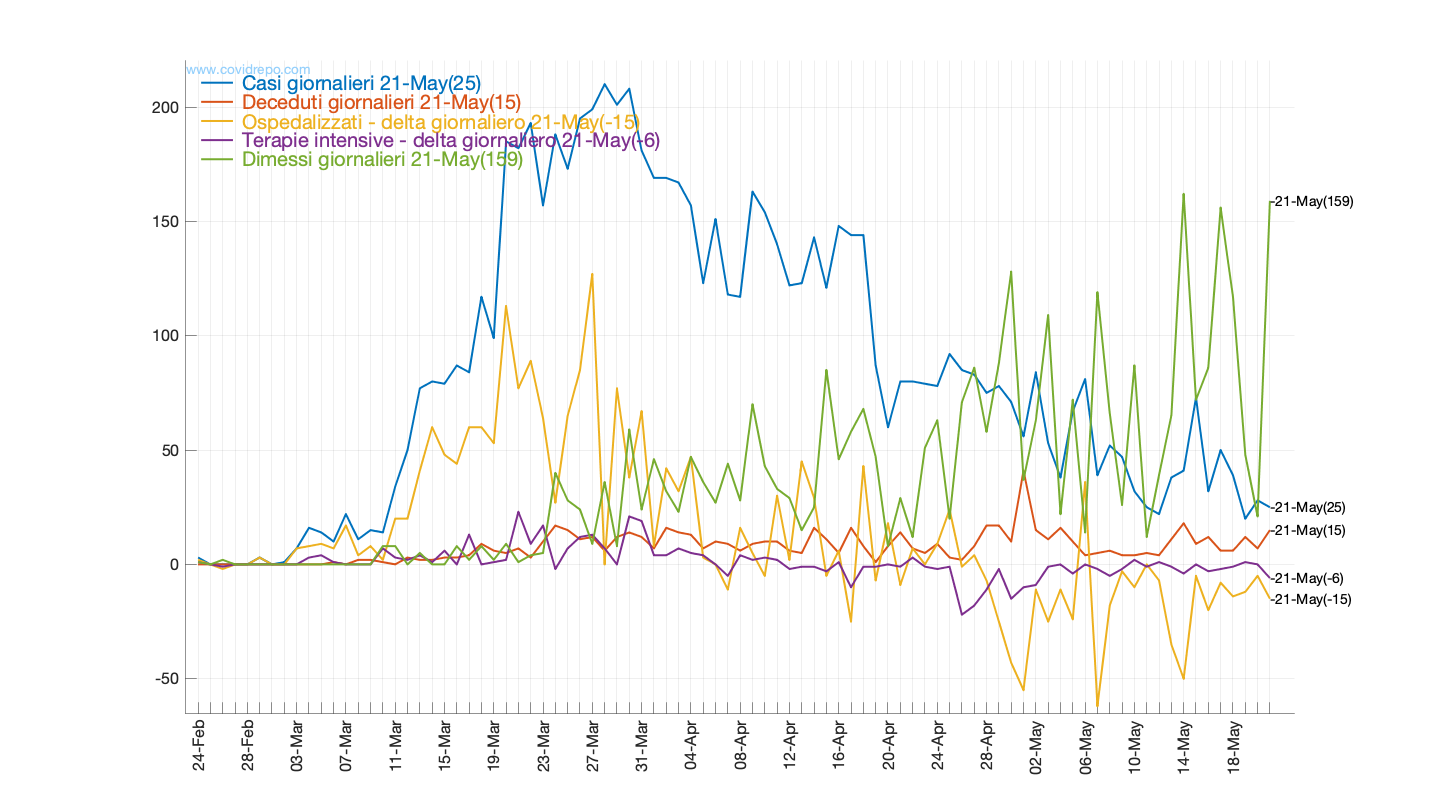 www.covidrepo.com
Casi giornalieri 21-May(25)
Deceduti giornalieri 21-May(15)
Ospedalizzati - delta giornaliero 21-May(-15)
Terapie intensive - delta giornaliero 21-May(-6)
Dimessi giornalieri 21-May(159)
200
150
100
50
0
-50
21-May(159)
21-May(25)
21-May(15)
21-May(-6)
21-May(-15)
24-Feb
28-Feb
03-Mar
07-Mar
11-Mar
15-Mar
19-Mar
23-Mar
27-Mar
31-Mar
04-Apr
08-Apr
12-Apr
16-Apr
20-Apr
24-Apr
28-Apr
02-May
06-May
10-May
14-May
18-May